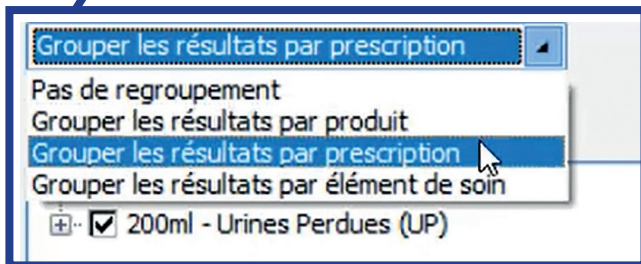 Grouper les résultats par prescription
Pas de regroupement
Grouper les résultats par produit
Grouper les résultats par prescription
Grouper les résultats par élément de soin
200ml - Urines Perdues (UP)